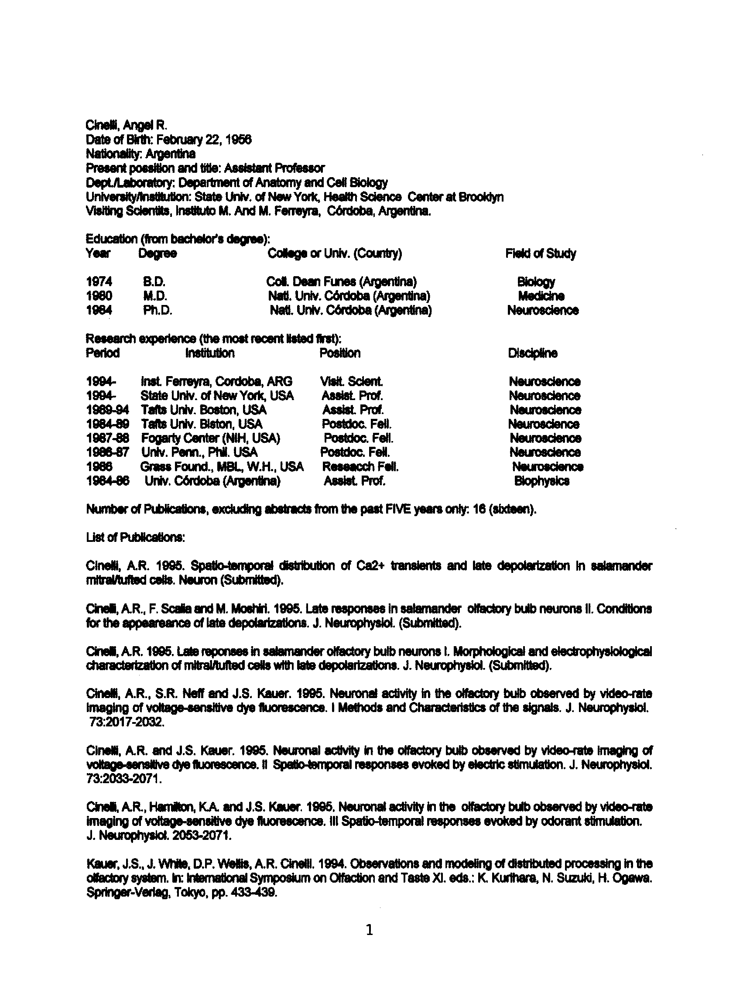 Cinelli, Angel R.
Date of Birth: February 22, 1956
Nationality: Argentina
Present possition and title: Assistant Professor
Dept./Laboratory: Department of Anatomy and Cell Biology
University/Institution: State Univ. of New York, Health Science Center at Brooklyn
Visiting Scientits, Instituto M. And M. Ferreyra, Córdoba, Argentina.
Education (from bachelor's degree):
Year Degree College or Univ. (Country) Field of Study
1974 B.D. Coll. Dean Funes (Argentina) Biology
1980 M.D. Natl. Univ. Córdoba (Argentina) Medicine
1984 Ph.D. Natl. Univ. Córdoba (Argentina) Neuroscience
Research experience (the most recent listed first):
Period Institution Position Discipline
1994- Inst. Ferreyra, Cordoba, ARG Visit. Scient. Neuroscience
1994- State Univ. of New York, USA Assist. Prof. Neuroscience
1989-94 Tafts Univ. Boston, USA Assist. Prof. Neuroscience
1984-89 Tafts Univ. Biston, USA Postdoc. Fell. Neuroscience
1987-88 Fogarty Center (NIH, USA) Postdoc. Fell. Neuroscience
1986-87 Univ. Penn., Phil. USA Postdoc. Fell. Neuroscience
1986 Grass Found., MBL, W.H., USA Reseacch Fell. Neuroscience
1984-86 Univ. Córdoba (Argentina) Assist. Prof. Biophysics
Number of Publications, excluding abstracts from the past FIVE years only: 16 (sixteen).
List of Publications:
Cinelli, A.R. 1995. Spatio-temporal distribution of Ca2+ transients and late depolarization in salamander
mitral/tufted cells. Neuron (Submitted).
Cinelli, A.R., F. Scalia and M. Moshiri. 1995. Late responses in salamander olfactory bulb neurons II. Conditions
for the appeareance of late depolarizations. J. Neurophysiol. (Submitted).
Cinelli, A.R. 1995. Late reponses in salamander olfactory bulb neurons I. Morphological and electrophysiological
characterization of mitral/tufted cells with late depolarizations. J. Neurophysiol. (Submitted).
Cinelli, A.R., S.R. Neff and J.S. Kauer. 1995. Neuronal activity in the olfactory bulb observed by video-rate
imaging of voltage-sensitive dye fluorescence. I Methods and Characteristics of the signals. J. Neurophysiol.
73:2017-2032.
Cinelli, A.R. and J.S. Kauer. 1995. Neuronal activity in the olfactory bulb observed by video-rate imaging of
voltage-sensitive dye fluorescence. II Spatio-temporal responses evoked by electric stimulation. J. Neurophysiol.
73:2033-2071.
Cinelli, A.R., Hamilton, K.A. and J.S. Kauer. 1995. Neuronal activity in the olfactory bulb observed by video-rate
imaging of voltage-sensitive dye fluorescence. III Spatio-temporal responses evoked by odorant stimulation.
J. Neurophysiol. 2053-2071.
Kauer, J.S., J. White, D.P. Wellis, A.R. Cinelli. 1994. Observations and modeling of distributed processing in the
olfactory system. In: International Symposium on Olfaction and Taste XI. eds.: K. Kurihara, N. Suzuki, H. Ogawa.
Springer-Verlag, Tokyo, pp. 433-439.
1